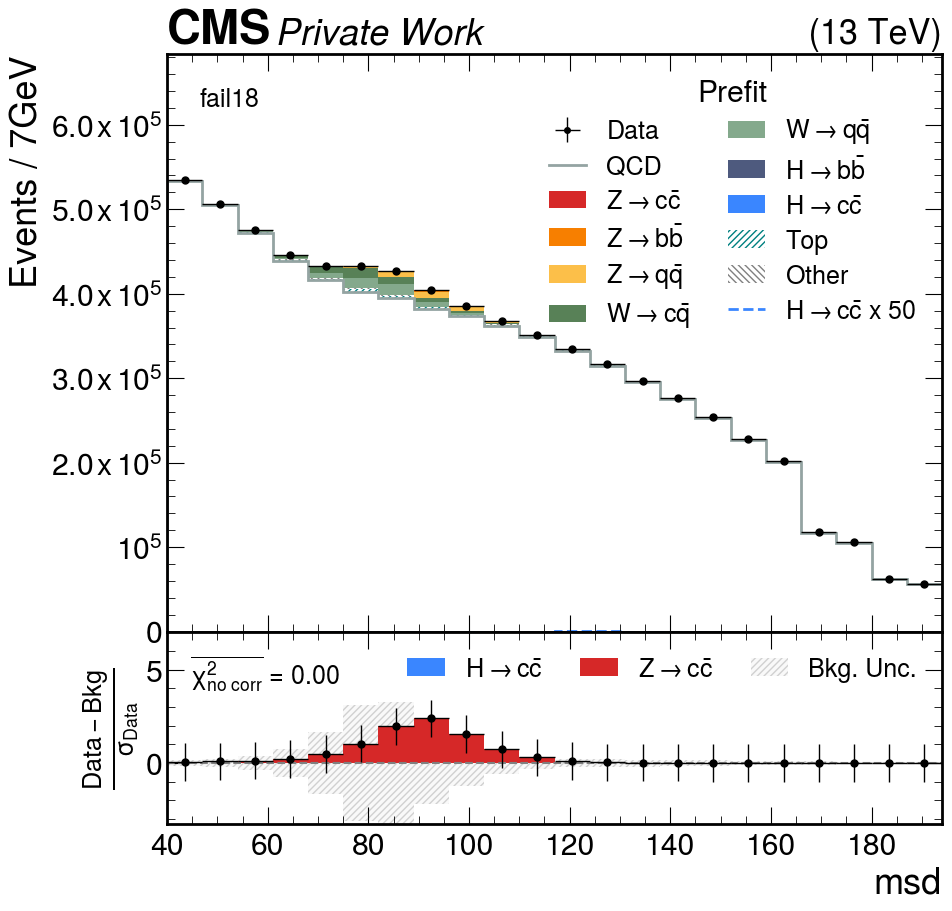 CMS Private Work (13 TeV)
Events / 7GeV
fail18
Prefit
Data
QCD
Z → cc̄
Z → bb̄
Z → qq̄
W → cq̄
W → qq̄
H → bb̄
H → cc̄
Top
Other
H → cc̄ x 50
6.0 x 10⁵
5.0 x 10⁵
4.0 x 10⁵
3.0 x 10⁵
2.0 x 10⁵
10⁵
0
χ² no corr = 0.00
H → cc̄
Z → cc̄
Bkg. Unc.
Data − Bkg
σ Data
5
0
40 60 80 100 120 140 160 180
msd